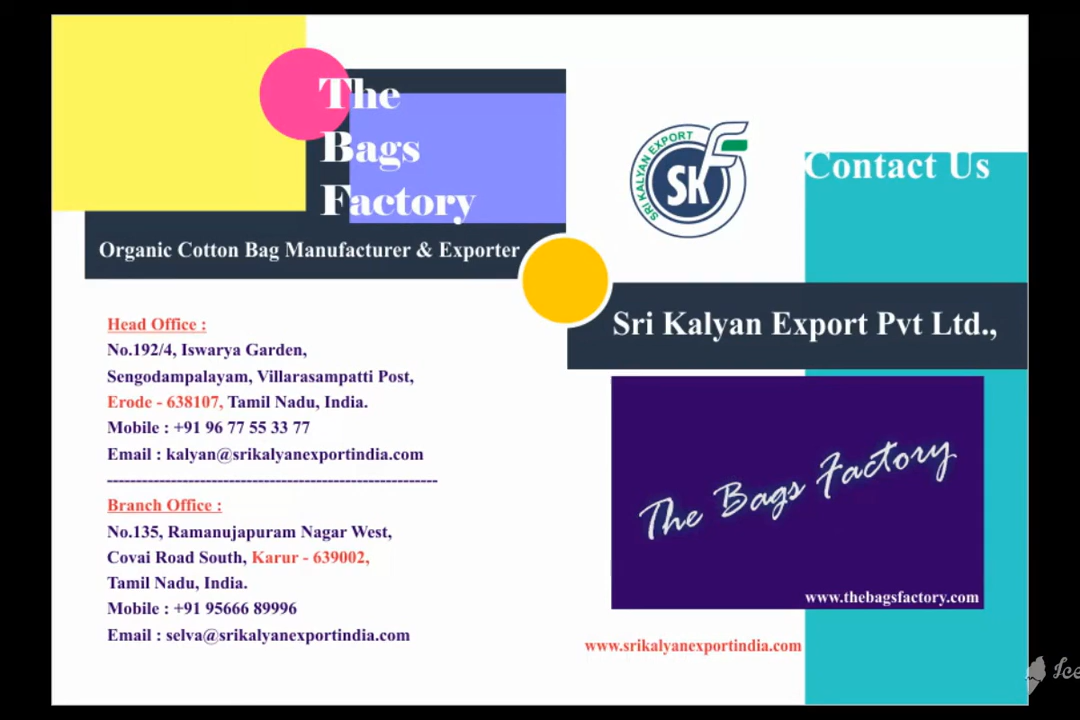 The
Bags
Factory
Organic Cotton Bag Manufacturer & Exporter
Head Office :
No.192/4, Iswarya Garden,
Sengodampalayam, Villarasampatti Post,
Erode - 638107, Tamil Nadu, India.
Mobile : +91 96 77 55 33 77
Email : kalyan@srikalyanexportindia.com
Branch Office :
No.135, Ramanujapuram Nagar West,
Covai Road South, Karur - 639002,
Tamil Nadu, India.
Mobile : +91 95666 89996
Email : selva@srikalyanexportindia.com
SRI KALYAN EXPORT
SK
Contact Us
Sri Kalyan Export Pvt Ltd.,
The Bags Factory
www.thebagsfactory.com
www.srikalyanexportindia.com